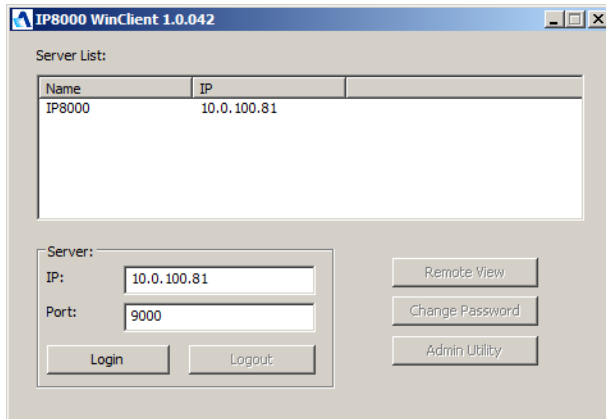 IP8000 WinClient 1.0.042
Server List:
Name IP
IP8000 10.0.100.81
Server:
IP: 10.0.100.81
Port: 9000
Login Logout
Remote View
Change Password
Admin Utility